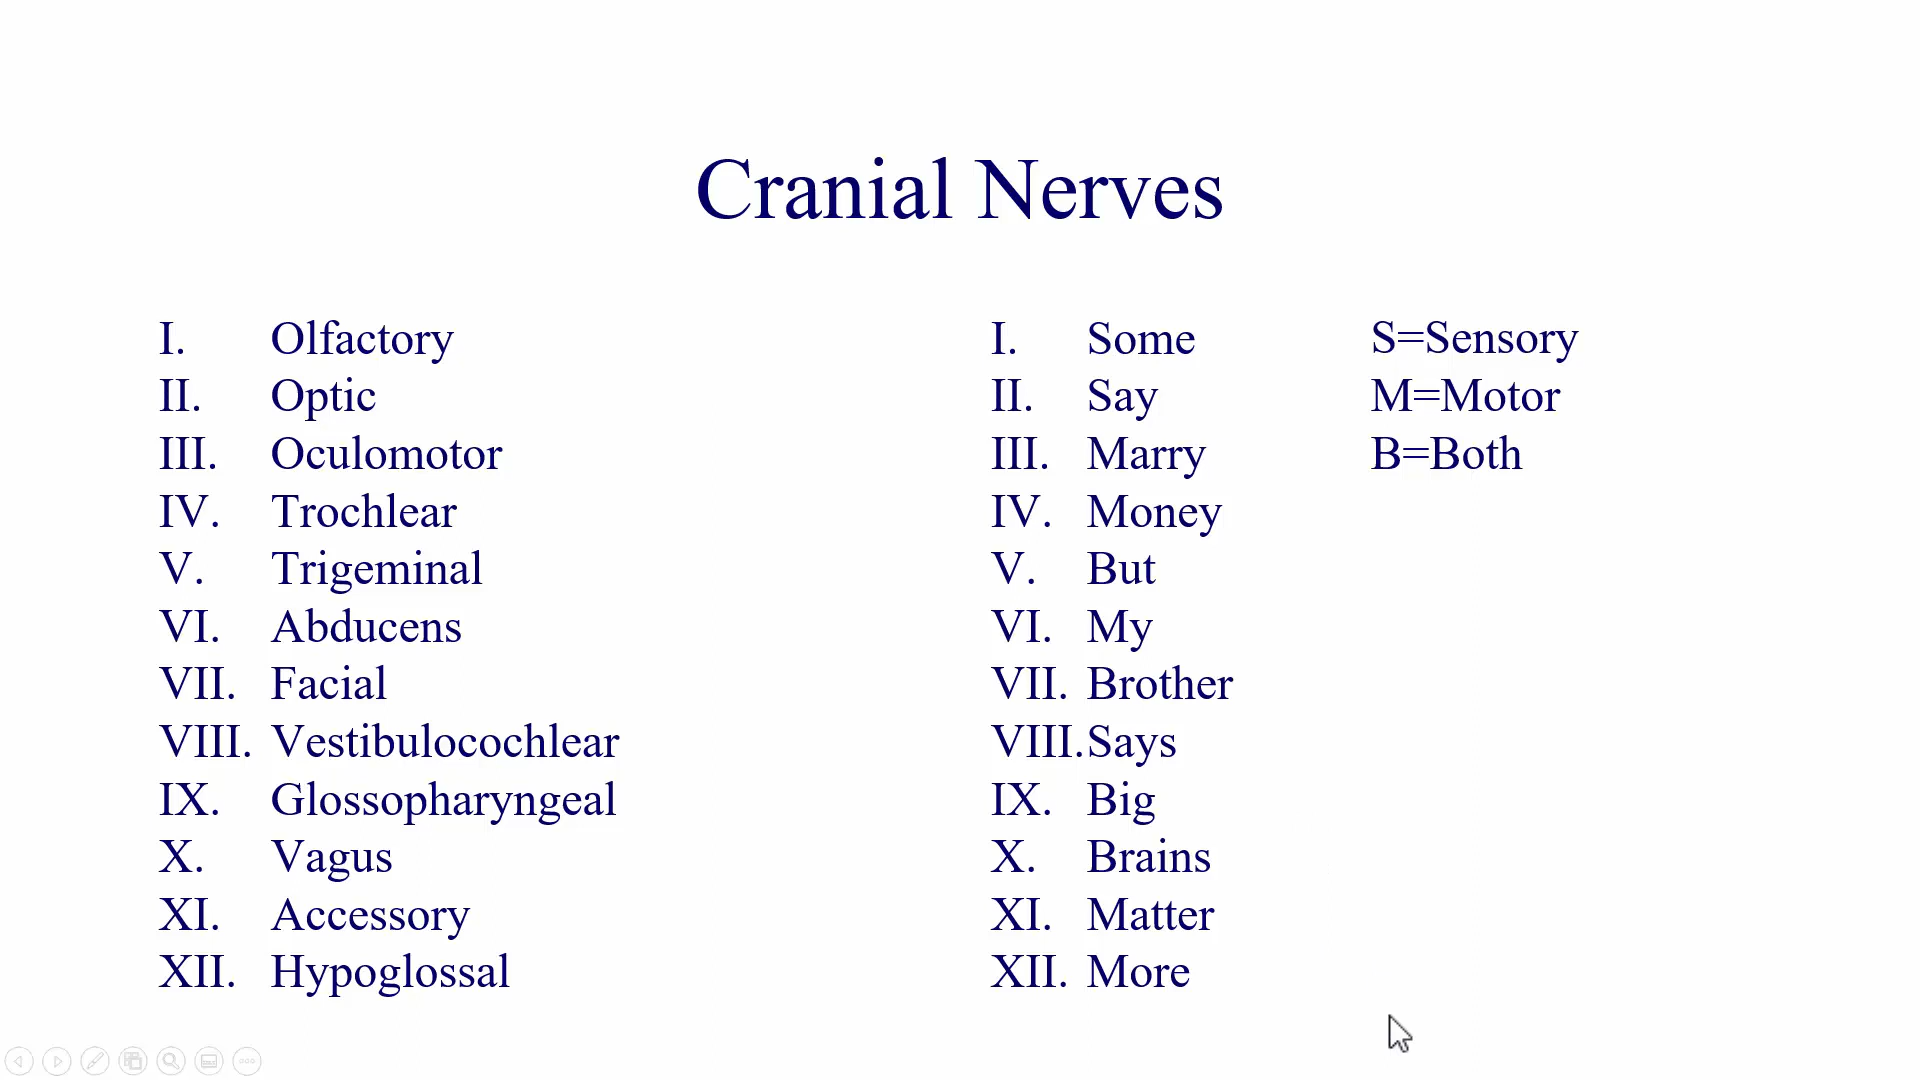 Cranial Nerves
I. Olfactory
II. Optic
III. Oculomotor
IV. Trochlear
V. Trigeminal
VI. Abducens
VII. Facial
VIII. Vestibulocochlear
IX. Glossopharyngeal
X. Vagus
XI. Accessory
XII. Hypoglossal
I. Some
II. Say
III. Marry
IV. Money
V. But
VI. My
VII. Brother
VIII. Says
IX. Big
X. Brains
XI. Matter
XII. More
S=Sensory
M=Motor
B=Both